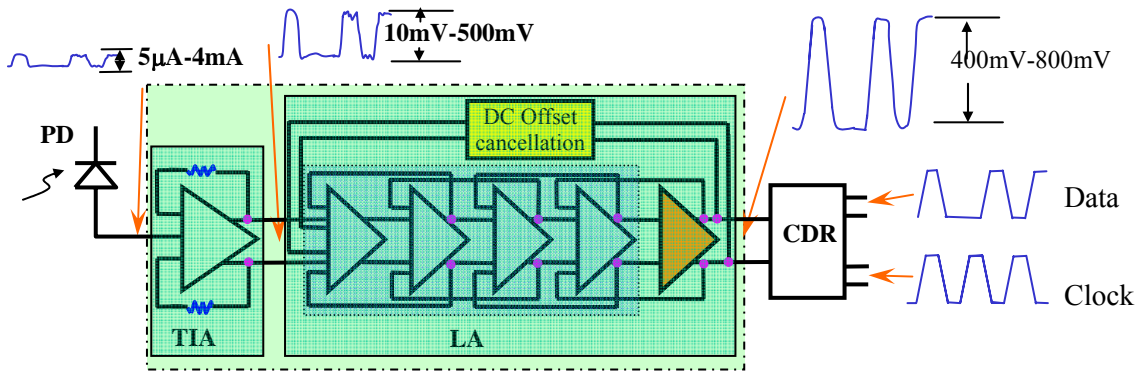 5μA-4mA
10mV-500mV
400mV-800mV
PD
DC Offset
cancellation
Data
CDR
Clock
TIA
LA